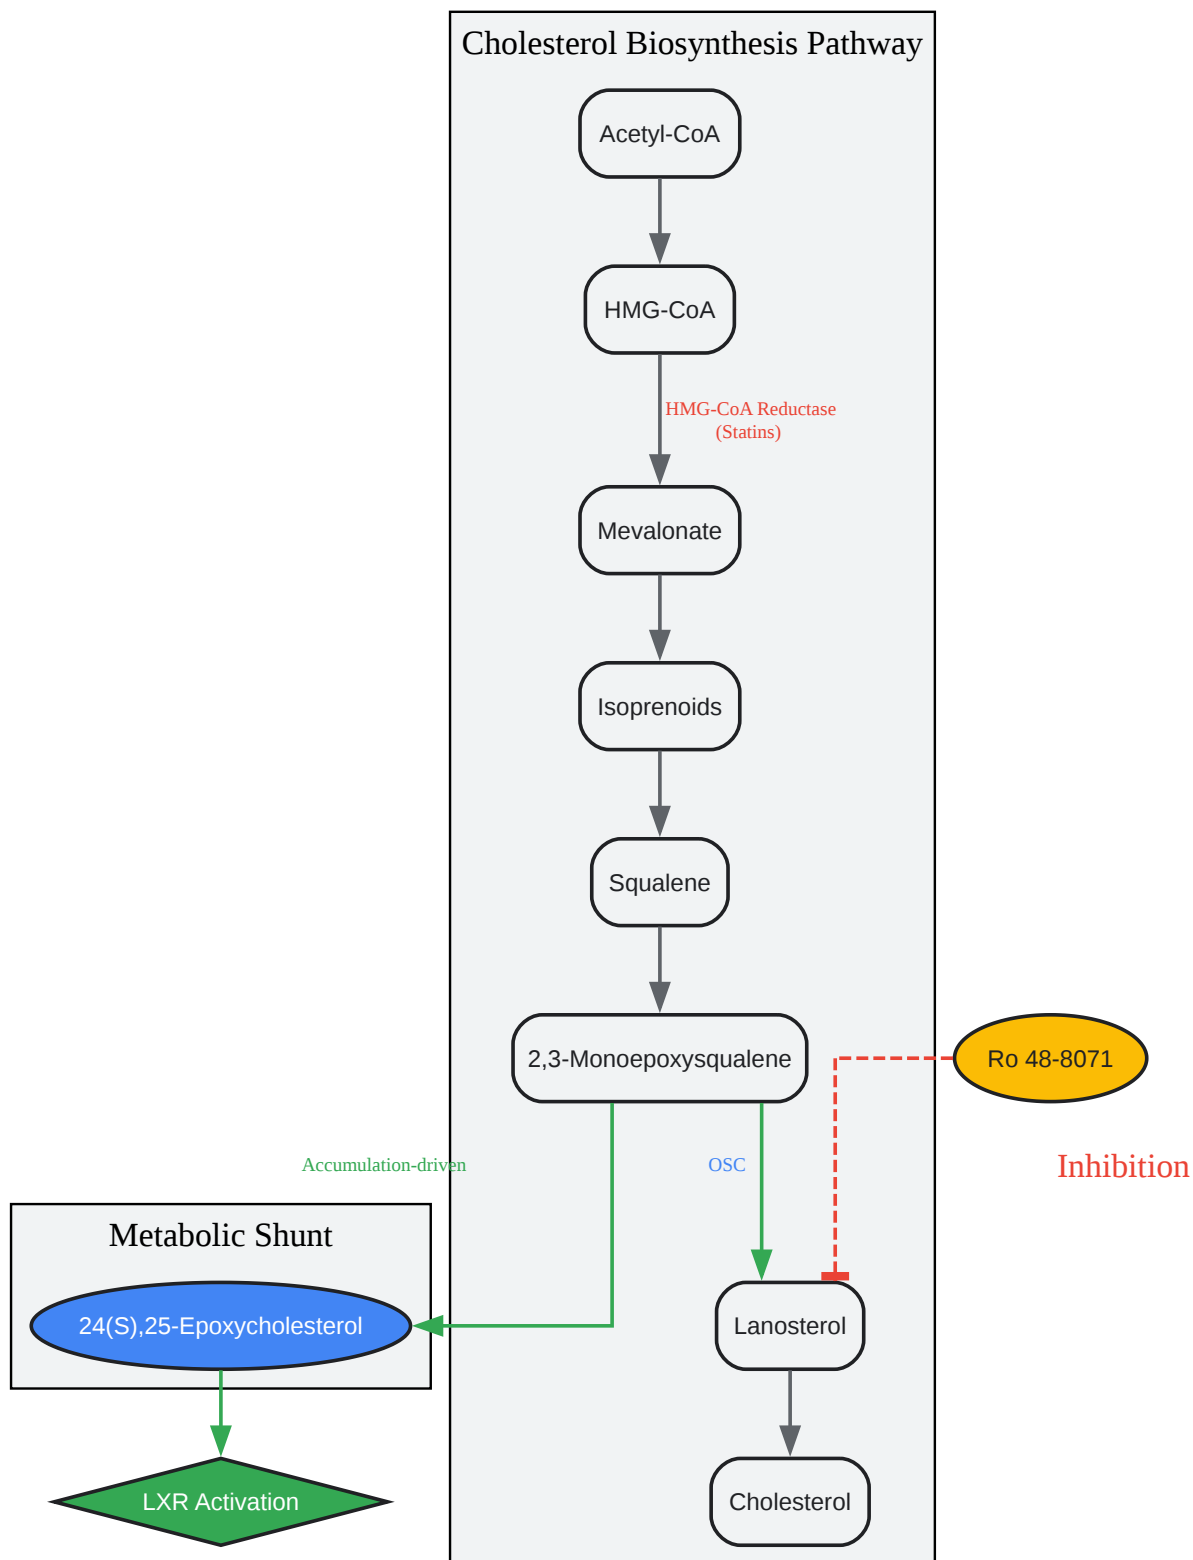 Cholesterol Biosynthesis Pathway
Acetyl-CoA
HMG-CoA
HMG-CoA Reductase
(Statins)
Mevalonate
Isoprenoids
Squalene
2,3-Monoepoxysqualene
Ro 48-8071
Accumulation-driven
OSC
Inhibition
Metabolic Shunt
24(S),25-Epoxycholesterol
Lanosterol
LXR Activation
Cholesterol